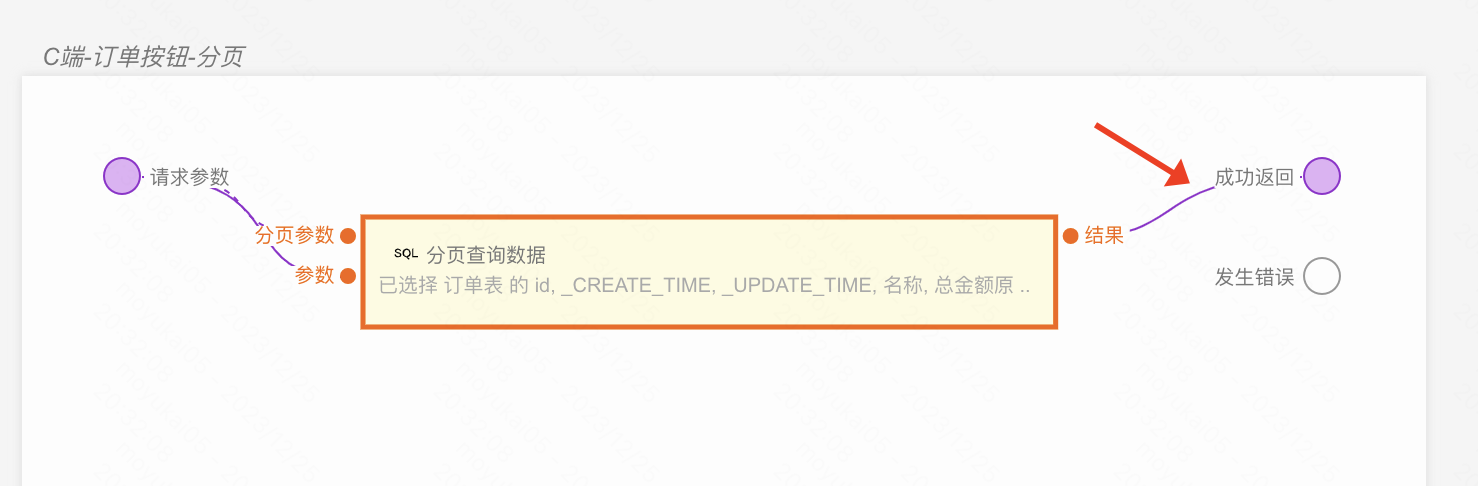 C端-订单按钮-分页
请求参数
成功返回
分页参数
结果
SQL 分页查询数据
参数
已选择 订单表 的 id, _CREATE_TIME, _UPDATE_TIME, 名称, 总金额原 ..
发生错误